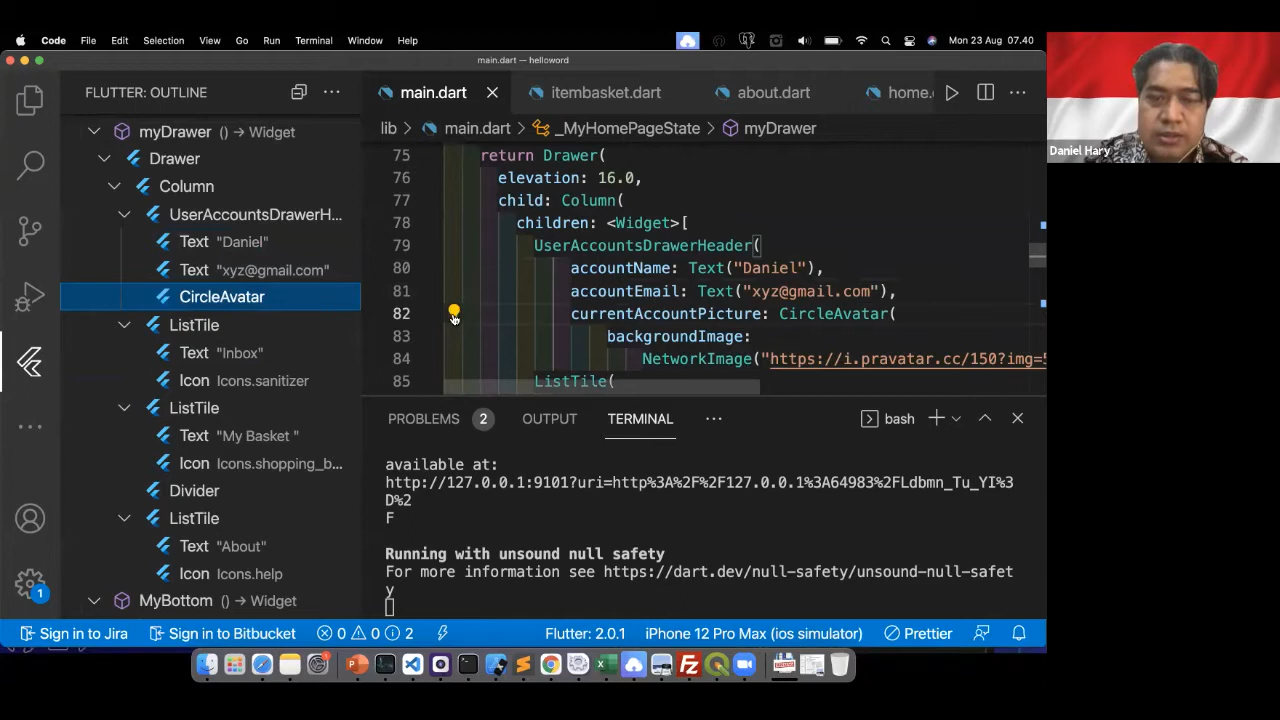 Code File Edit Selection View Go Run Terminal Window Help Mon 23 Aug 07.40
main.dart — helloword
FLUTTER: OUTLINE
myDrawer () → Widget
Drawer
Column
UserAccountsDrawerH...
Text "Daniel"
Text "xyz@gmail.com"
CircleAvatar
ListTile
Text "Inbox"
Icon Icons.sanitizer
ListTile
Text "My Basket "
Icon Icons.shopping_b...
Divider
ListTile
Text "About"
Icon Icons.help
MyBottom () → Widget
1
main.dart itembasket.dart about.dart home.
lib > main.dart > _MyHomePageState > myDrawer
75 return Drawer(
76 elevation: 16.0,
77 child: Column(
78 children: <Widget>[
79 UserAccountsDrawerHeader(
80 accountName: Text("Daniel"),
81 accountEmail: Text("xyz@gmail.com"),
82 currentAccountPicture: CircleAvatar(
83 backgroundImage:
84 NetworkImage("https://i.pravatar.cc/150?img=5
85 ListTile(
PROBLEMS 2 OUTPUT TERMINAL ··· bash
available at:
http://127.0.0.1:9101?uri=http%3A%2F%2F127.0.0.1%3A64983%2FLdbmn_Tu_YI%3
D%2
F
Running with unsound null safety
For more information see https://dart.dev/null-safety/unsound-null-safet
y
Sign in to Jira Sign in to Bitbucket 0 0 2 Flutter: 2.0.1 iPhone 12 Pro Max (ios simulator) Prettier
Daniel Hary